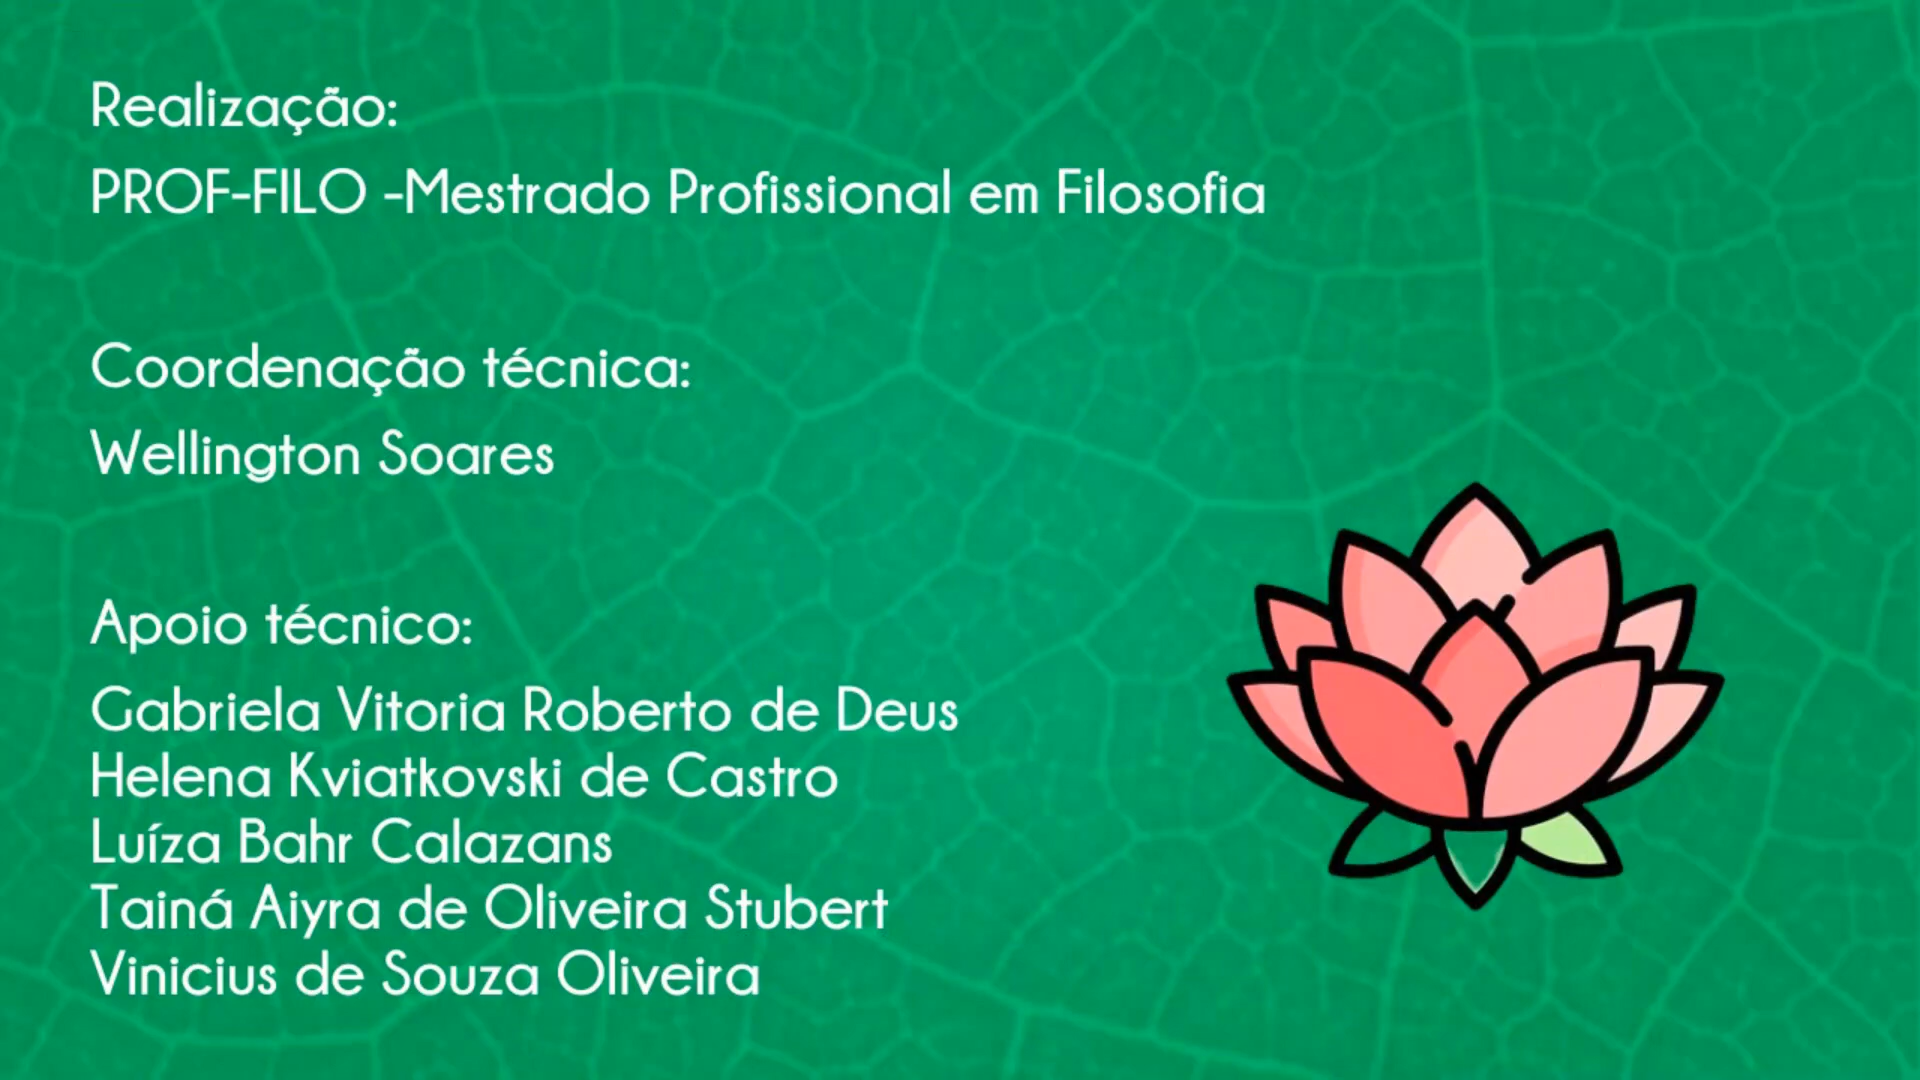 Realização:
PROF-FILO -Mestrado Profissional em Filosofia
Coordenação técnica:
Wellington Soares
Apoio técnico:
Gabriela Vitoria Roberto de Deus
Helena Kviatkovski de Castro
Luíza Bahr Calazans
Tainá Aiyra de Oliveira Stubert
Vinicius de Souza Oliveira